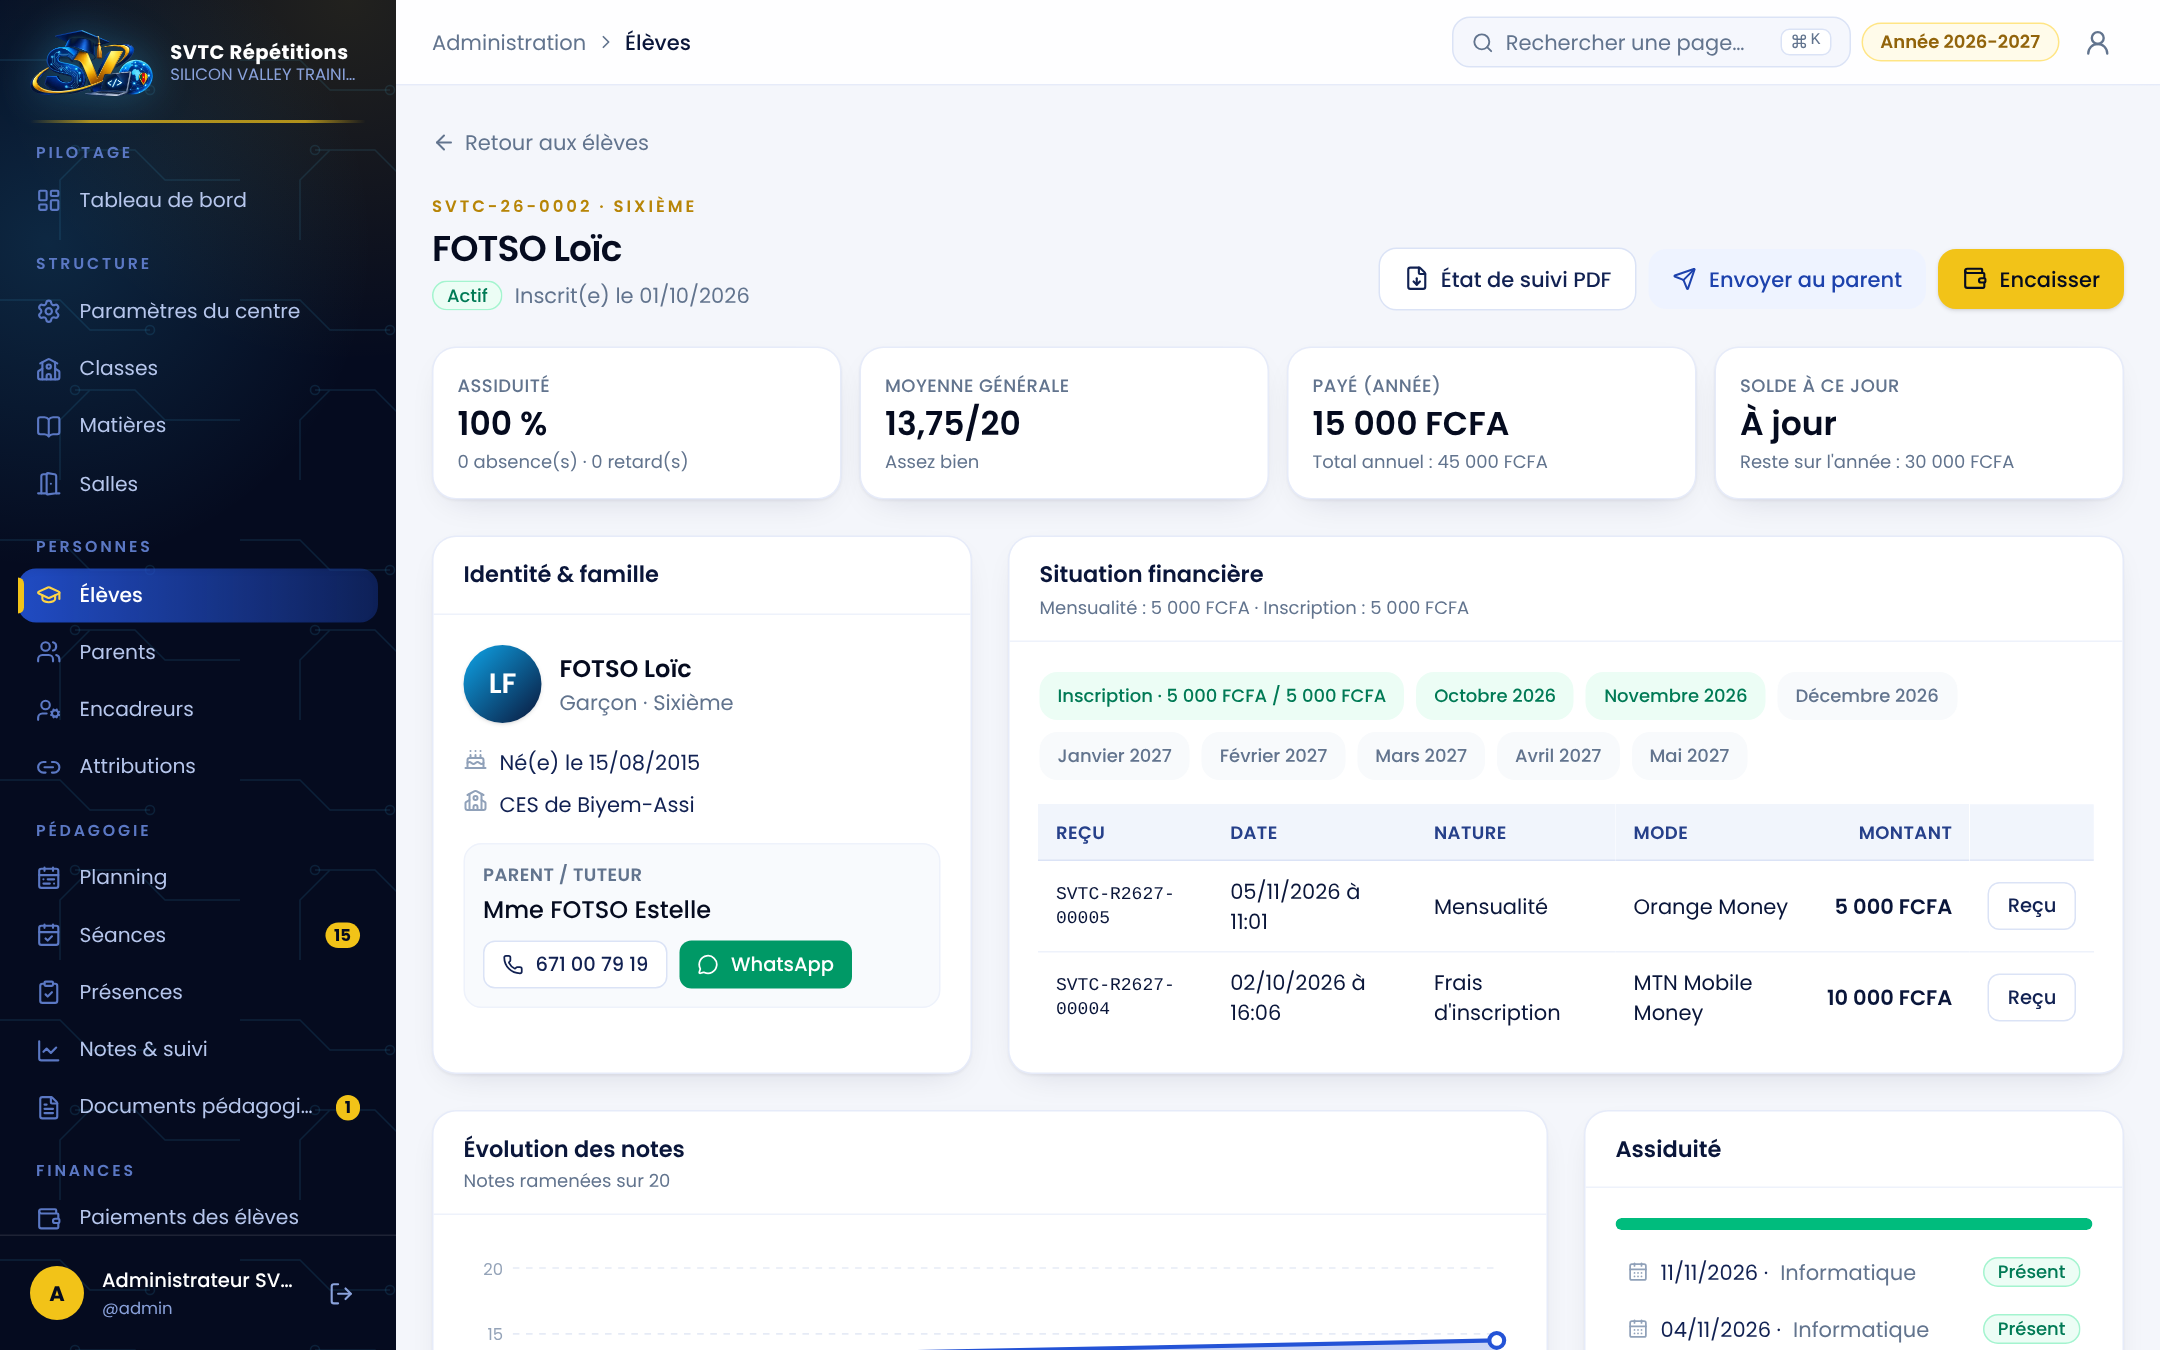 SVTC Répétitions
SILICON VALLEY TRAINI...
PILOTAGE
Tableau de bord
STRUCTURE
Paramètres du centre
Classes
Matières
Salles
PERSONNES
Élèves
Parents
Encadreurs
Attributions
PÉDAGOGIE
Planning
Séances 15
Présences
Notes & suivi
Documents pédagogi... 1
FINANCES
Paiements des élèves
A
Administrateur SV...
@admin
Administration > Élèves
Rechercher une page... ⌘ K
Année 2026-2027
← Retour aux élèves
SVTC-26-0002 · SIXIÈME
FOTSO Loïc
Actif Inscrit(e) le 01/10/2026
État de suivi PDF
Envoyer au parent
Encaisser
ASSIDUITÉ
100 %
0 absence(s) · 0 retard(s)
MOYENNE GÉNÉRALE
13,75/20
Assez bien
PAYÉ (ANNÉE)
15 000 FCFA
Total annuel : 45 000 FCFA
SOLDE À CE JOUR
À jour
Reste sur l'année : 30 000 FCFA
Identité & famille
LF
FOTSO Loïc
Garçon · Sixième
Né(e) le 15/08/2015
CES de Biyem-Assi
PARENT / TUTEUR
Mme FOTSO Estelle
671 00 79 19
WhatsApp
Situation financière
Mensualité : 5 000 FCFA · Inscription : 5 000 FCFA
Inscription · 5 000 FCFA / 5 000 FCFA Octobre 2026 Novembre 2026 Décembre 2026
Janvier 2027 Février 2027 Mars 2027 Avril 2027 Mai 2027
REÇU DATE NATURE MODE MONTANT
SVTC-R2627-00005 05/11/2026 à 11:01 Mensualité Orange Money 5 000 FCFA Reçu
SVTC-R2627-00004 02/10/2026 à 16:06 Frais d'inscription MTN Mobile Money 10 000 FCFA Reçu
Évolution des notes
Notes ramenées sur 20
20
15
Assiduité
11/11/2026 · Informatique Présent
04/11/2026 · Informatique Présent